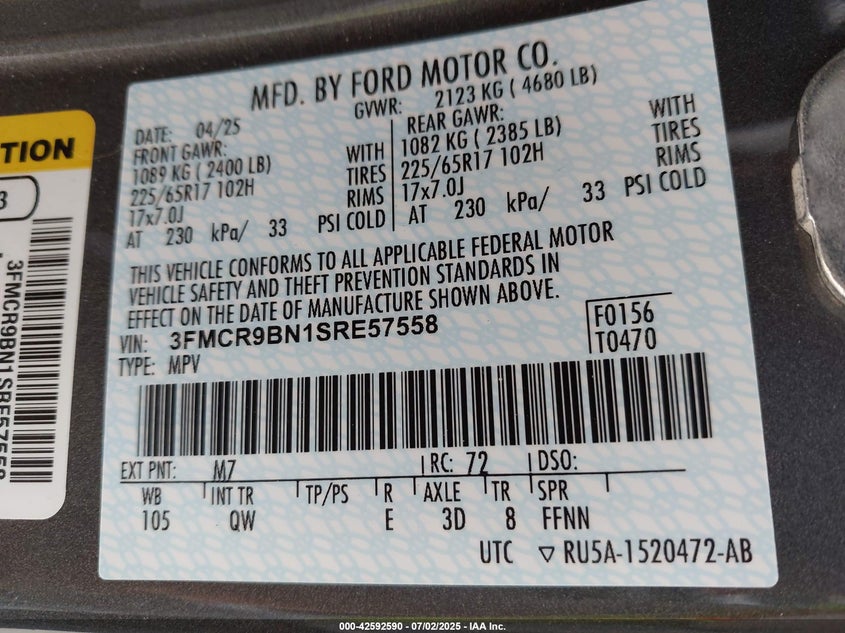 MFD. BY FORD MOTOR CO.
DATE: 04/25 GVWR: 2123 KG ( 4680 LB)
FRONT GAWR: REAR GAWR:
1089 KG ( 2400 LB) WITH 1082 KG ( 2385 LB) WITH
225/65R17 102H TIRES 225/65R17 102H TIRES
17x7.0J RIMS 17x7.0J RIMS
AT 230 kPa/ 33 PSI COLD AT 230 kPa/ 33 PSI COLD
THIS VEHICLE CONFORMS TO ALL APPLICABLE FEDERAL MOTOR
VEHICLE SAFETY AND THEFT PREVENTION STANDARDS IN
EFFECT ON THE DATE OF MANUFACTURE SHOWN ABOVE.
VIN: 3FMCR9BN1SRE57558 F0156
TYPE: MPV T0470
EXT PNT: M7 RC: 72 DSO:
WB INT TR TP/PS R AXLE TR SPR
105 QW E 3D 8 FFNN
UTC ▽ RU5A-1520472-AB
TION
3
3FMCR9BN1SRE57558
000-42592590 - 07/02/2025 - IAA Inc.